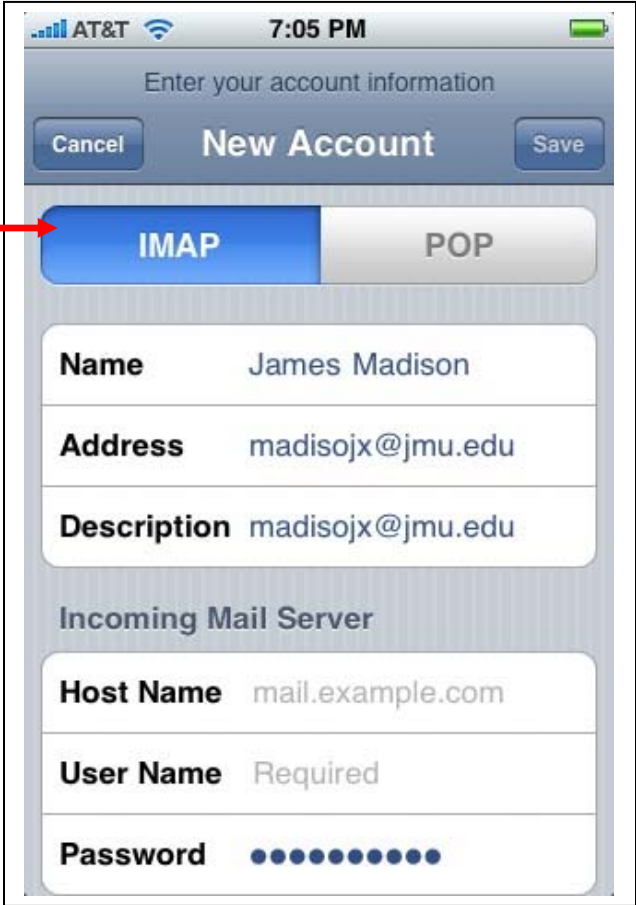 AT&T 7:05 PM
Enter your account information
Cancel New Account Save
IMAP POP
Name James Madison
Address madisojx@jmu.edu
Description madisojx@jmu.edu
Incoming Mail Server
Host Name mail.example.com
User Name Required
Password ●●●●●●●●●●